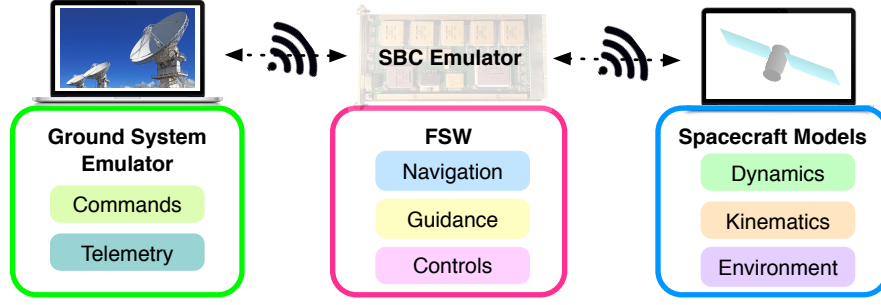 SBC Emulator
Ground System
Emulator
Commands
Telemetry
FSW
Navigation
Guidance
Controls
Spacecraft Models
Dynamics
Kinematics
Environment